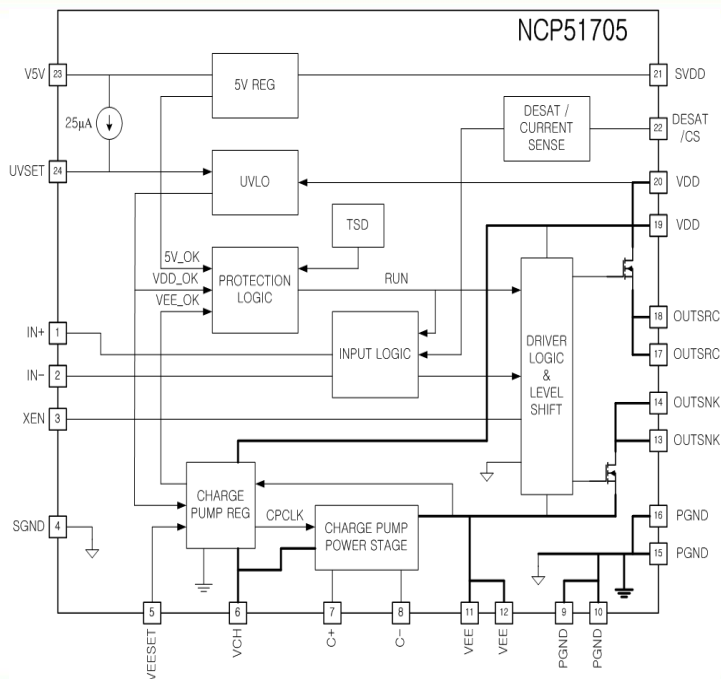 NCP51705
V5V
23
5V REG
21
SVDD
25µA
DESAT /
CURRENT
SENSE
22
DESAT
/CS
UVSET
24
UVLO
20
VDD
TSD
19
VDD
5V_OK
VDD_OK
VEE_OK
PROTECTION
LOGIC
RUN
18
OUTSRC
IN+
1
INPUT LOGIC
DRIVER
LOGIC
&
LEVEL
SHIFT
17
OUTSRC
IN-
2
14
OUTSNK
XEN
3
13
OUTSNK
CHARGE
PUMP REG
CPCLK
CHARGE PUMP
POWER STAGE
16
PGND
SGND
4
15
PGND
5
6
7
8
11
12
9
10
VEESET
VCH
C+
C-
VEE
VEE
PGND
PGND